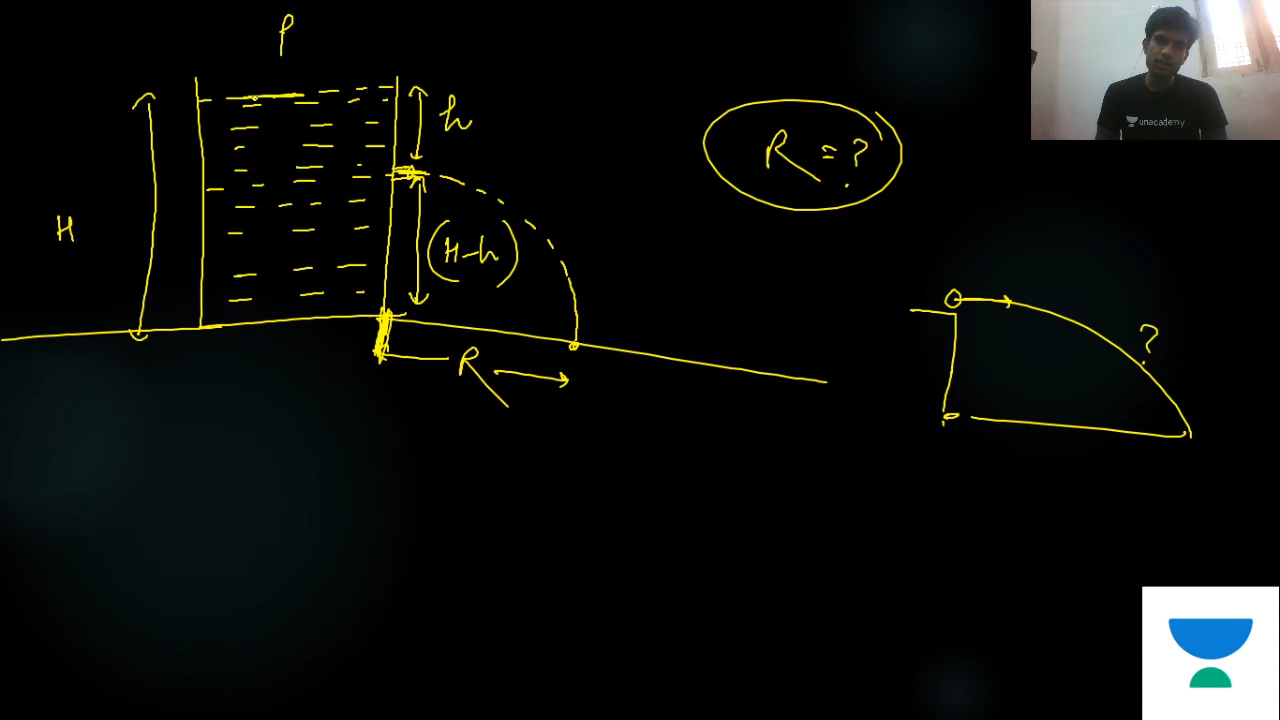 ρ
h
H
(H-h)
R
R = ?
?
unacademy